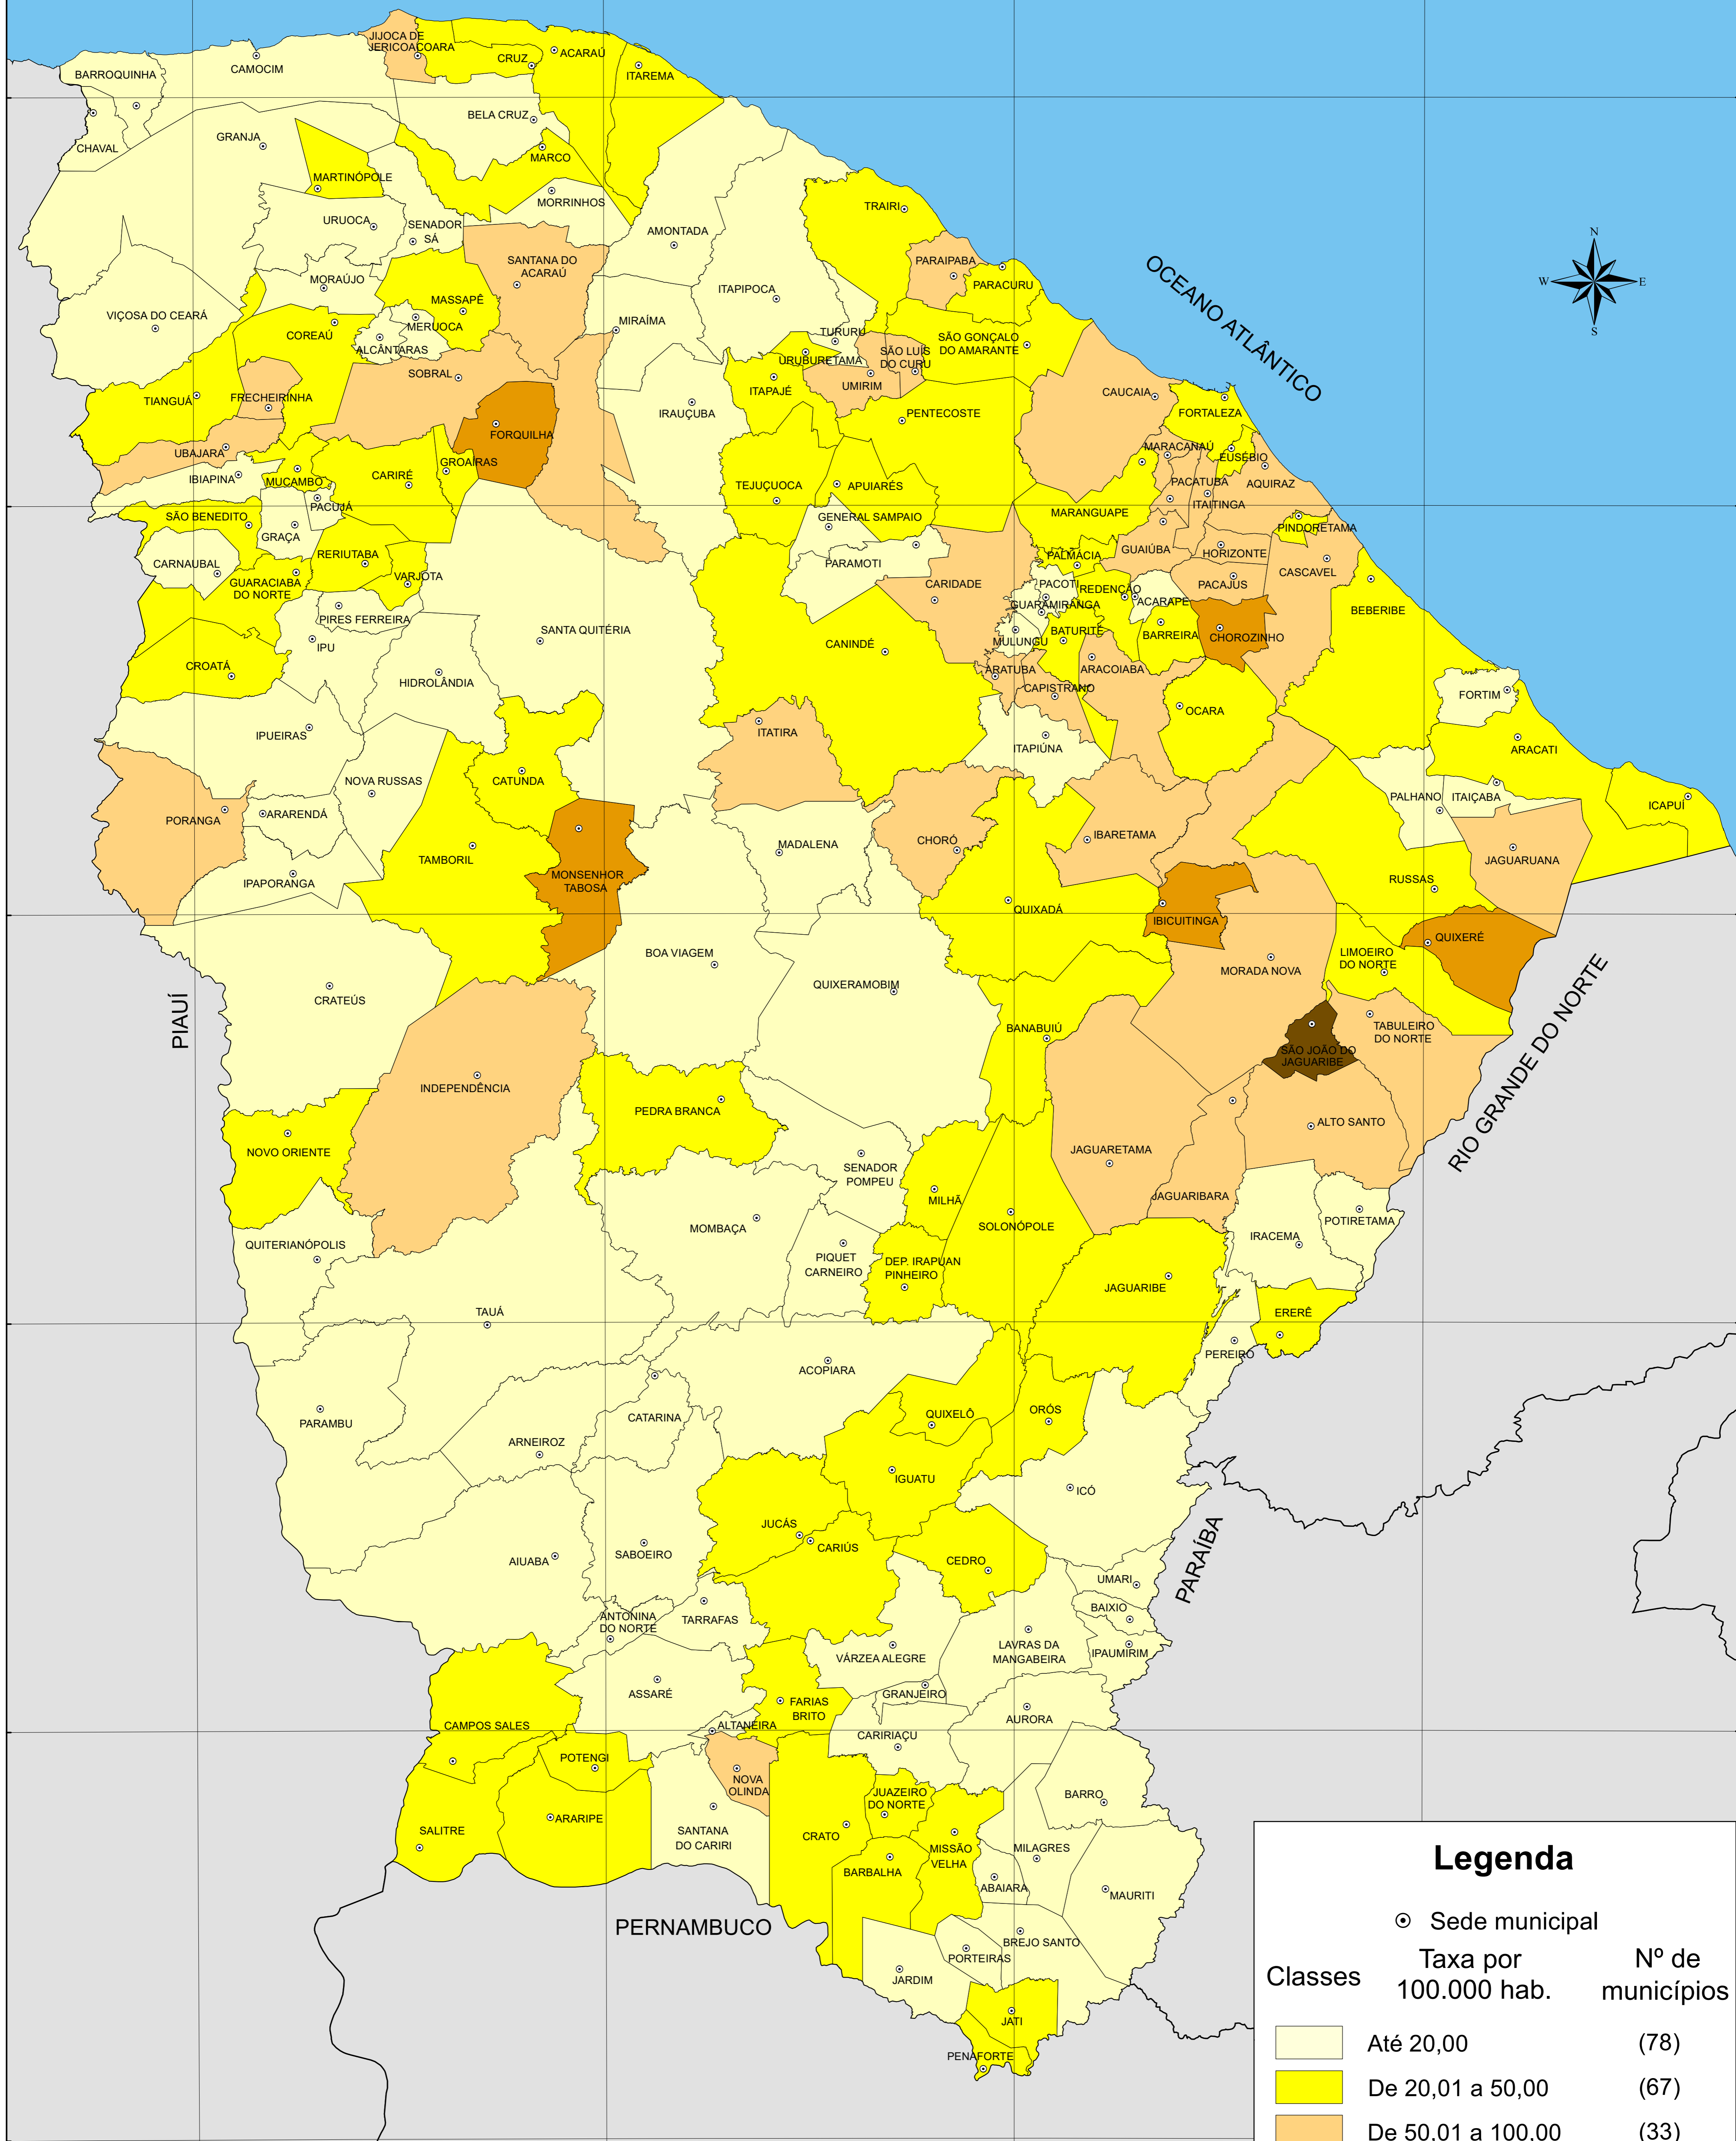 JIJOCA DE
JERICOACOARA
CRUZ
ACARAÚ
ITAREMA
BARROQUINHA
CAMOCIM
BELA CRUZ
CHAVAL
GRANJA
MARCO
MARTINÓPOLE
MORRINHOS
TRAIRI
URUOCA
SENADOR
SÁ
AMONTADA
N
W
E
S
OCEANO ATLÂNTICO
SANTANA DO
ACARAÚ
PARAIPABA
PARACURU
MORAÚJO
ITAPIPOCA
MASSAPÊ
VIÇOSA DO CEARÁ
MIRAÍMA
MERUOCA
COREAÚ
TURURU
SÃO GONÇALO
DO AMARANTE
ALCÂNTARAS
URUBURETAMA
SÃO LUÍS
DO CURU
SOBRAL
UMIRIM
ITAPAJÉ
CAUCAIA
TIANGUÁ
FRECHEIRINHA
IRAUÇUBA
PENTECOSTE
FORTALEZA
FORQUILHA
MARACANAÚ
EUSÉBIO
UBAJARA
GROAÍRAS
IBIAPINA
MUCAMBO
CARIRÉ
TEJUÇUOCA
APUIARÉS
PACATUBA
AQUIRAZ
PACUJÁ
ITAITINGA
SÃO BENEDITO
GENERAL SAMPAIO
MARANGUAPE
PINDORETAMA
GRAÇA
RERIUTABA
PALMÁCIA
GUAIÚBA
HORIZONTE
CARNAUBAL
PARAMOTI
CASCAVEL
VARJOTA
GUARACIABA
DO NORTE
CARIDADE
PACOTI
REDENÇÃO
PACAJUS
GUARAMIRANGA
ACARAPE
BEBERIBE
PIRES FERREIRA
SANTA QUITÉRIA
CANINDÉ
MULUNGU
BATURITÉ
BARREIRA
CHOROZINHO
IPU
CROATÁ
HIDROLÂNDIA
ARATUBA
ARACOIABA
CAPISTRANO
FORTIM
OCARA
IPUEIRAS
ITATIRA
ITAPIÚNA
ARACATI
NOVA RUSSAS
CATUNDA
PALHANO
ITAIÇABA
ICAPUÍ
PORANGA
ARARENDÁ
IBARETAMA
MADALENA
CHORÓ
TAMBORIL
JAGUARUANA
MONSENHOR
TABOSA
IPAPORANGA
RUSSAS
QUIXADÁ
IBICUITINGA
QUIXERÉ
BOA VIAGEM
LIMOEIRO
DO NORTE
MORADA NOVA
QUIXERAMOBIM
CRATEÚS
PIAUÍ
BANABUIÚ
TABULEIRO
DO NORTE
SÃO JOÃO DO
JAGUARIBE
RIO GRANDE DO NORTE
INDEPENDÊNCIA
PEDRA BRANCA
ALTO SANTO
NOVO ORIENTE
JAGUARETAMA
SENADOR
POMPEU
JAGUARIBARA
MILHÃ
POTIRETAMA
SOLONÓPOLE
MOMBAÇA
IRACEMA
QUITERIANÓPOLIS
PIQUET
CARNEIRO
DEP. IRAPUAN
PINHEIRO
JAGUARIBE
TAUÁ
ERERÊ
PEREIRO
ACOPIARA
PARAMBU
CATARINA
QUIXELÔ
ORÓS
ARNEIROZ
IGUATU
ICÓ
JUCÁS
CARIÚS
PARAÍBA
AIUABA
SABOEIRO
CEDRO
UMARI
BAIXIO
ANTONINA
DO NORTE
TARRAFAS
LAVRAS DA
MANGABEIRA
IPAUMIRIM
VÁRZEA ALEGRE
ASSARÉ
GRANJEIRO
FARIAS
BRITO
AURORA
CAMPOS SALES
ALTANEIRA
CARIRIAÇU
POTENGI
NOVA
OLINDA
JUAZEIRO
DO NORTE
BARRO
ARARIPE
SALITRE
SANTANA
DO CARIRI
CRATO
MISSÃO
VELHA
MILAGRES
BARBALHA
ABAIARA
MAURITI
PERNAMBUCO
BREJO SANTO
PORTEIRAS
JARDIM
JATI
PENAFORTE
Legenda
Sede municipal
Classes
Taxa por
100.000 hab.
Nº de
municípios
Até 20,00
(78)
De 20,01 a 50,00
(67)
De 50,01 a 100,00
(33)